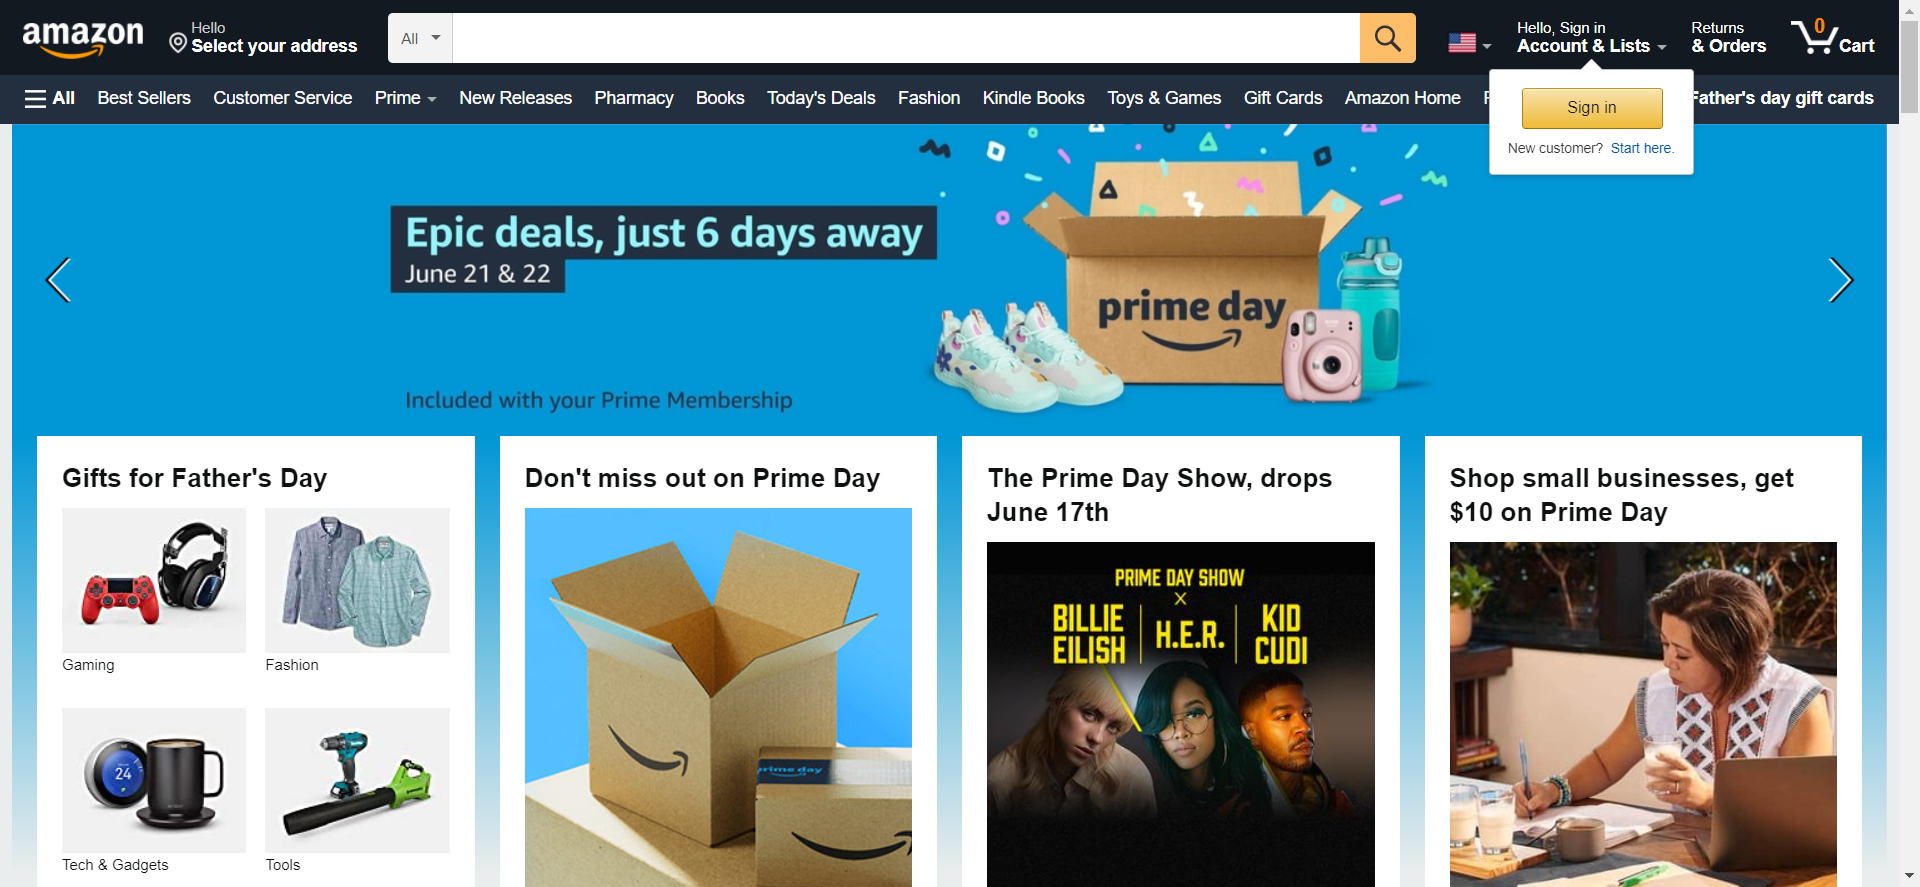 amazon
Hello
Select your address
All
Hello, Sign in
Account & Lists
Returns
& Orders
0
Cart
All
Best Sellers
Customer Service
Prime
New Releases
Pharmacy
Books
Today's Deals
Fashion
Kindle Books
Toys & Games
Gift Cards
Amazon Home
Father's day gift cards
Sign in
New customer? Start here.
Epic deals, just 6 days away
June 21 & 22
Included with your Prime Membership
prime day
Gifts for Father's Day
Gaming
Fashion
24
Tech & Gadgets
Tools
Don't miss out on Prime Day
prime day
The Prime Day Show, drops
June 17th
PRIME DAY SHOW
X
BILLIE
EILISH
H.E.R.
KID
CUDI
Shop small businesses, get
$10 on Prime Day